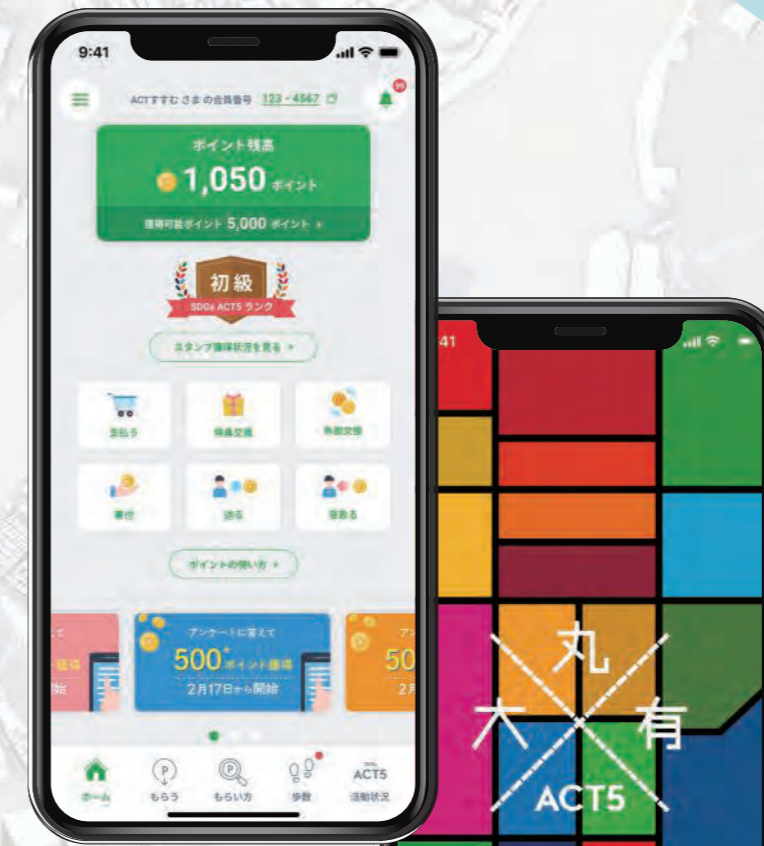 9:41
ACTすすむ さま の会員番号 123 - 4567
99
ポイント残高
1,050 ポイント
獲得可能ポイント 5,000 ポイント
初級
SDGs ACT5 ランク
スタンプ獲得状況を見る
支払う
特典交換
外部交換
寄付
送る
受取る
ポイントの使い方
アンケートに答えて
500ポイント獲得
2月17日から開始
50
2月
ホーム
もらう
もらい方
歩数
ACT5
活動状況
41
丸
大
有
ACT5